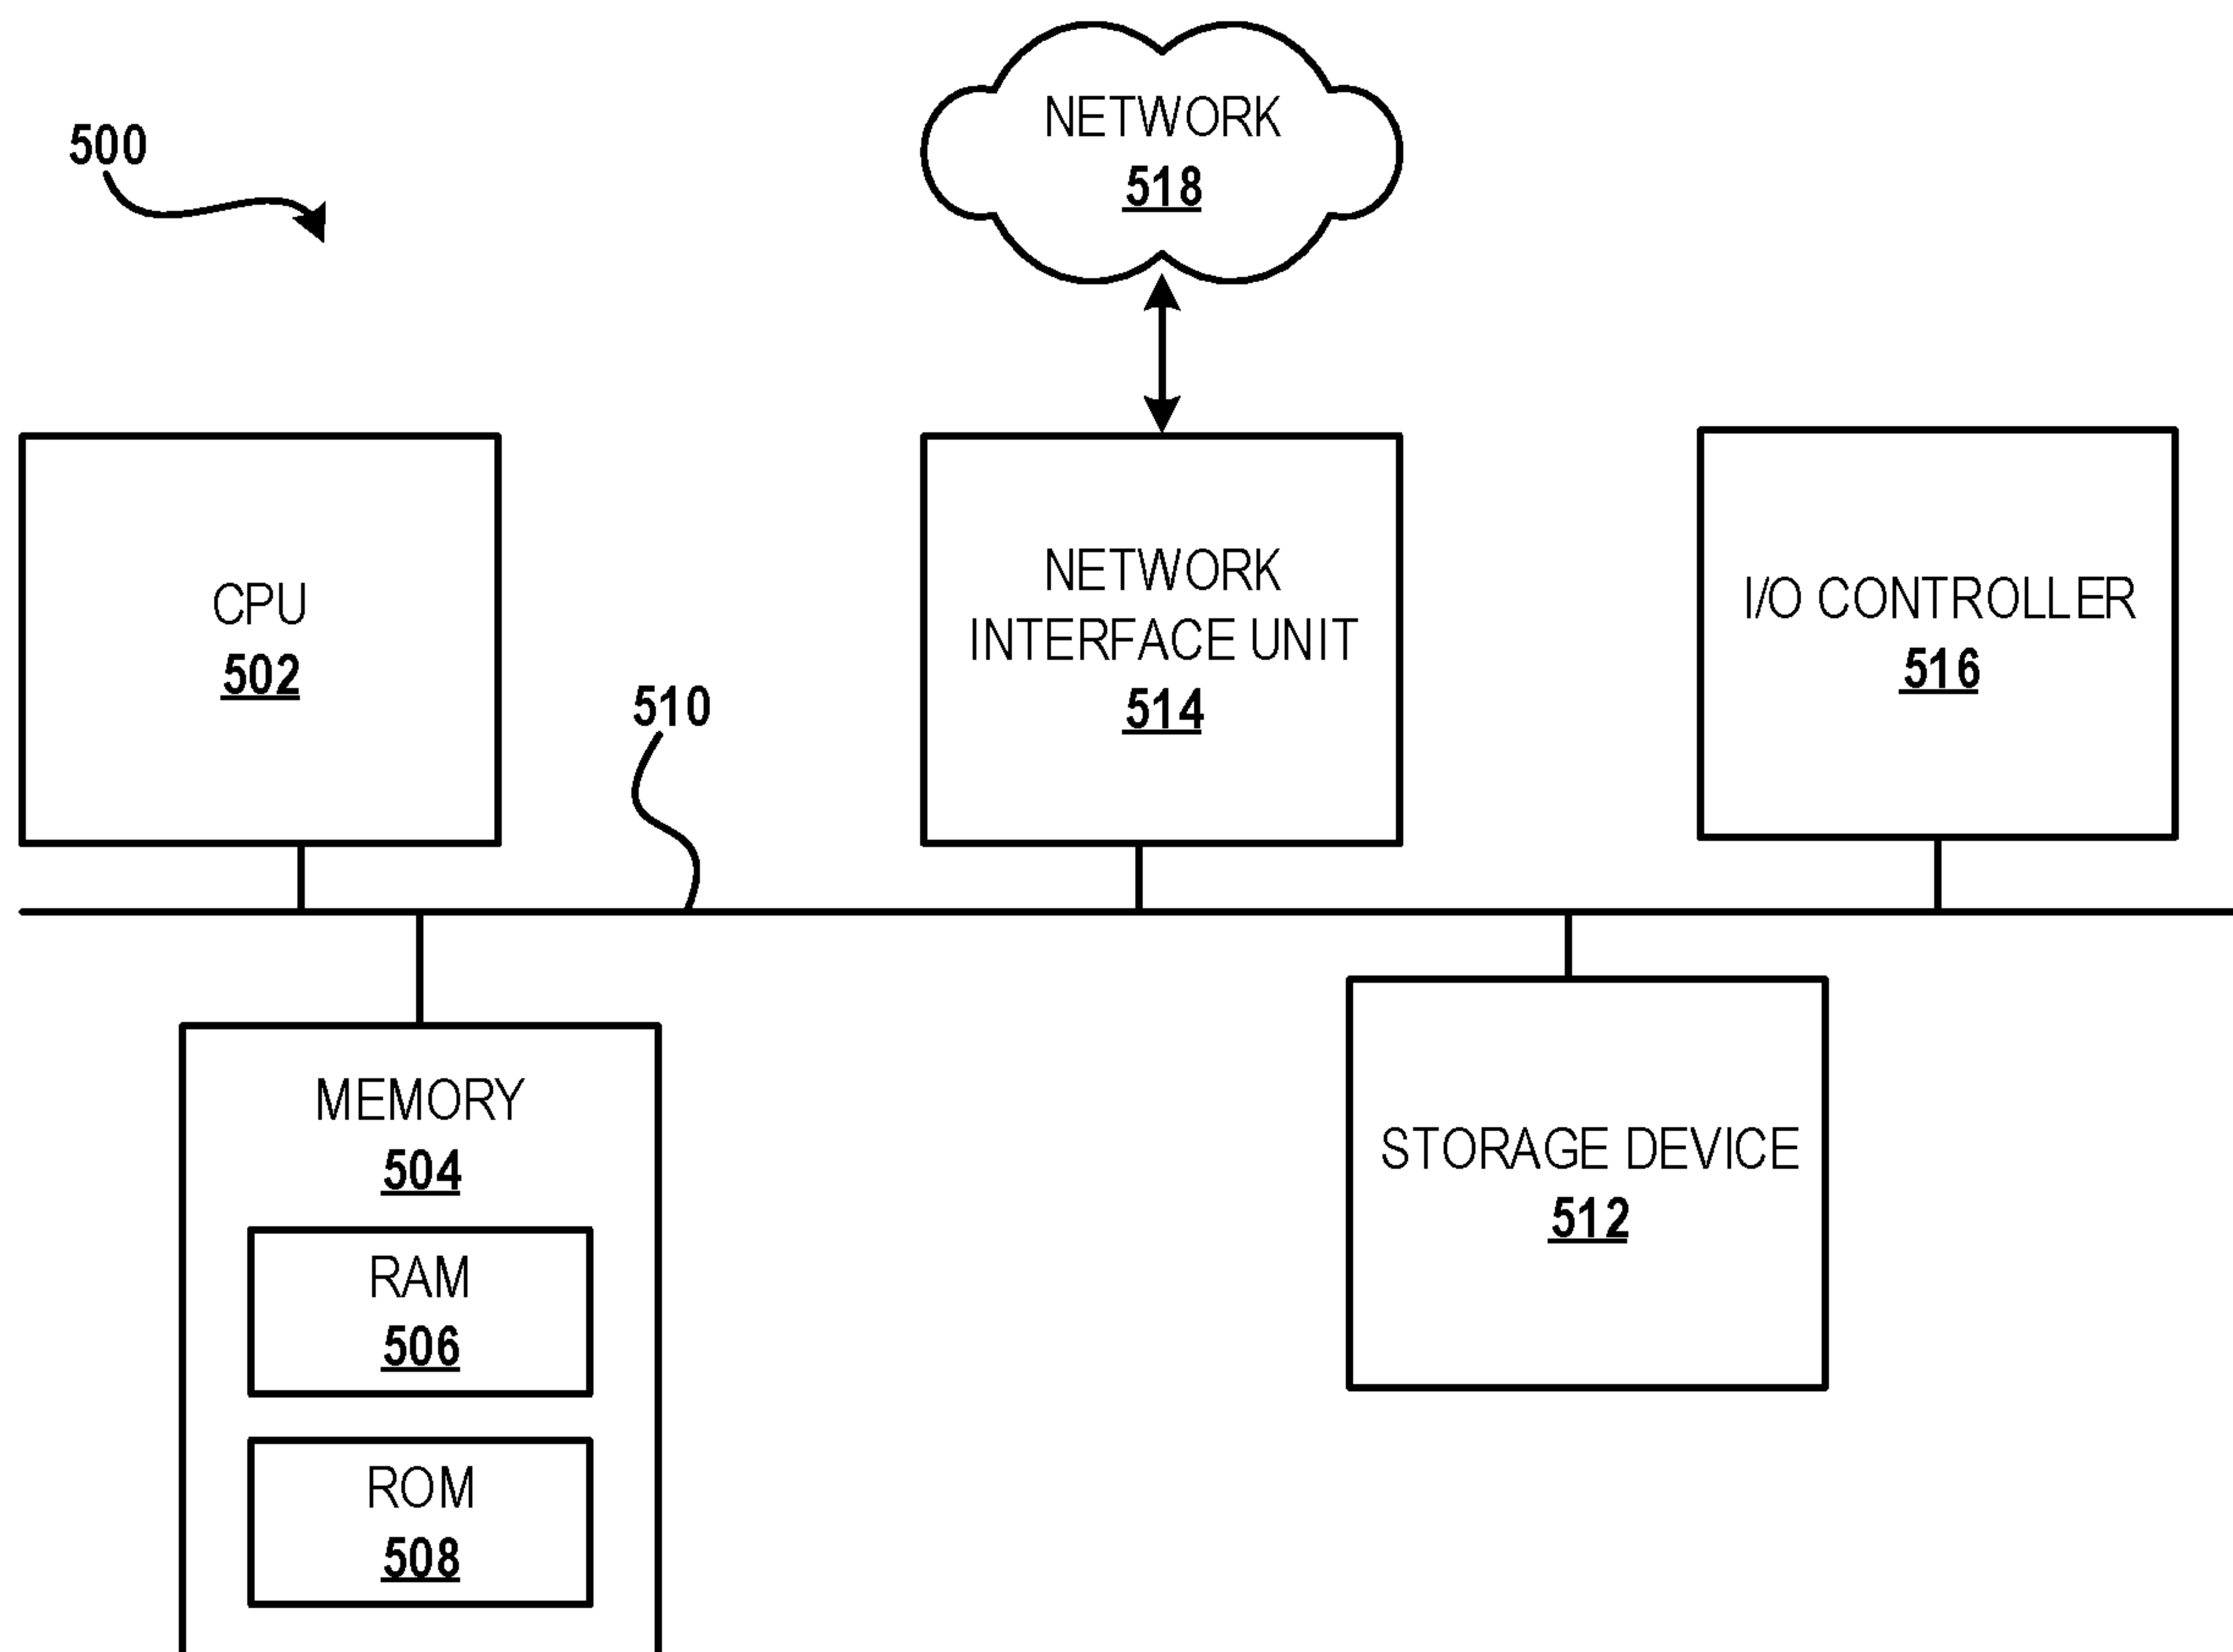 500
NETWORK
518
CPU
502
NETWORK
INTERFACE UNIT
514
I/O CONTROLLER
516
510
MEMORY
504
RAM
506
ROM
508
STORAGE DEVICE
512